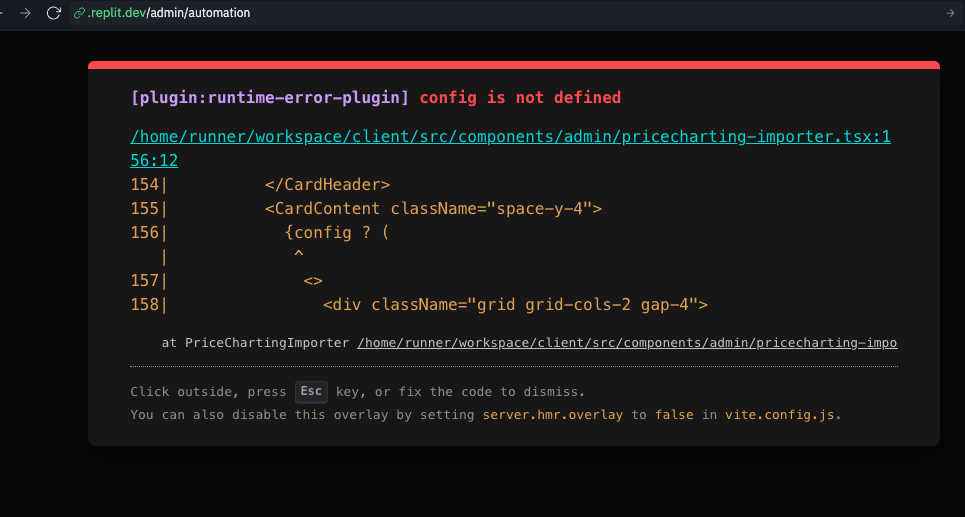 .replit.dev/admin/automation
[plugin:runtime-error-plugin] config is not defined
/home/runner/workspace/client/src/components/admin/pricecharting-importer.tsx:1
56:12
154|          </CardHeader>
155|          <CardContent className="space-y-4">
156|            {config ? (
   |             ^
157|              <>
158|                <div className="grid grid-cols-2 gap-4">
at PriceChartingImporter /home/runner/workspace/client/src/components/admin/pricecharting-impo
Click outside, press Esc key, or fix the code to dismiss.
You can also disable this overlay by setting server.hmr.overlay to false in vite.config.js.